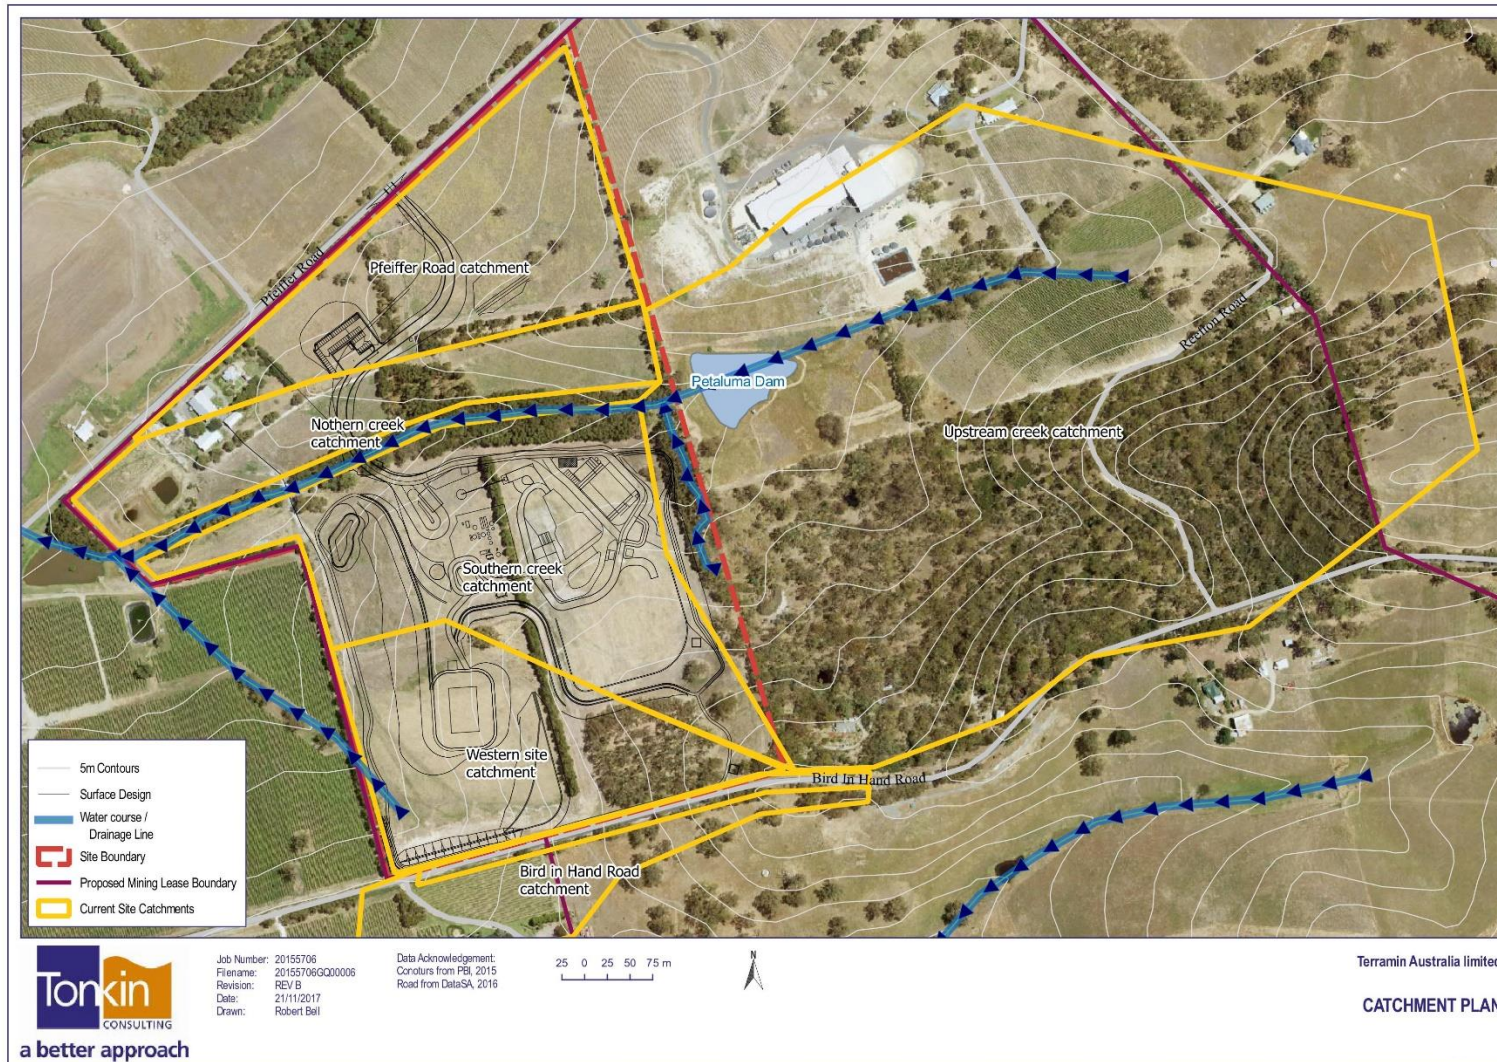 Pfeiffer Road
Pfeiffer Road catchment
Reefton Road
Petaluma Dam
Nothern creek
catchment
Upstream creek catchment
Southern creek
catchment
Western site
catchment
Bird In Hand Road
Bird in Hand Road
catchment
5m Contours
Surface Design
Water course /
Drainage Line
Site Boundary
Proposed Mining Lease Boundary
Current Site Catchments
Tonkin
CONSULTING
a better approach
Job Number: 20155706
Filename: 20155706GQ00006
Revision: REV B
Date: 21/11/2017
Drawn: Robert Bell
Data Acknowledgement:
Conoturs from PBI, 2015
Road from DataSA, 2016
25 0 25 50 75 m
N
Terramin Australia limited
CATCHMENT PLAN